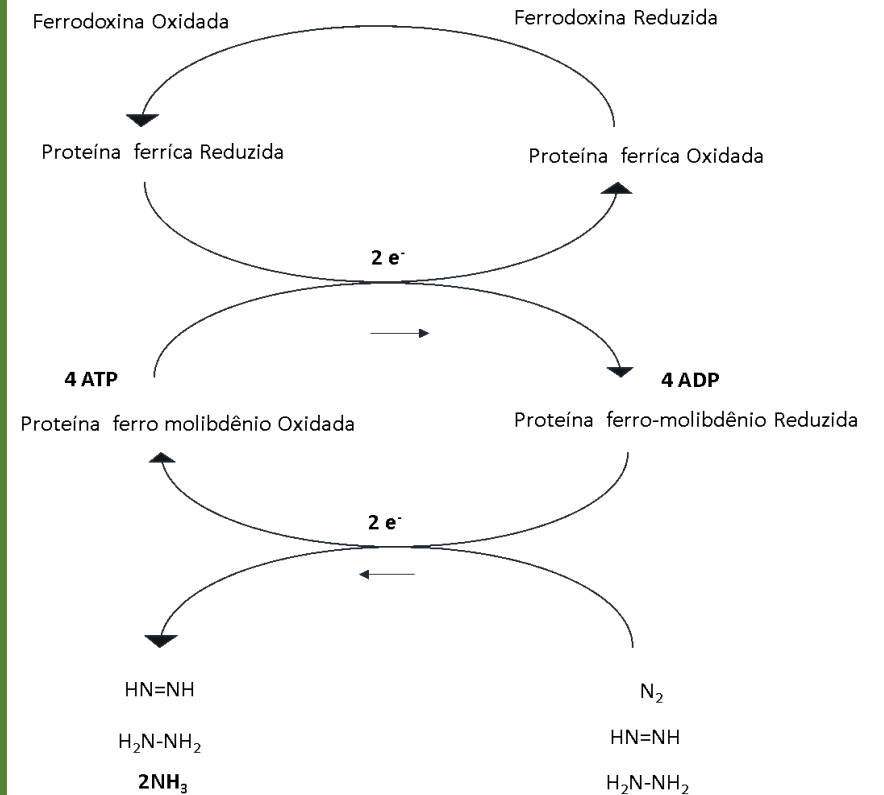 Ferrodoxina Oxidada
Ferrodoxina Reduzida
Proteína ferríca Reduzida
Proteína ferríca Oxidada
2 e⁻
4 ATP
4 ADP
Proteína ferro molibdênio Oxidada
Proteína ferro-molibdênio Reduzida
2 e⁻
HN=NH
N₂
H₂N-NH₂
HN=NH
2NH₃
H₂N-NH₂